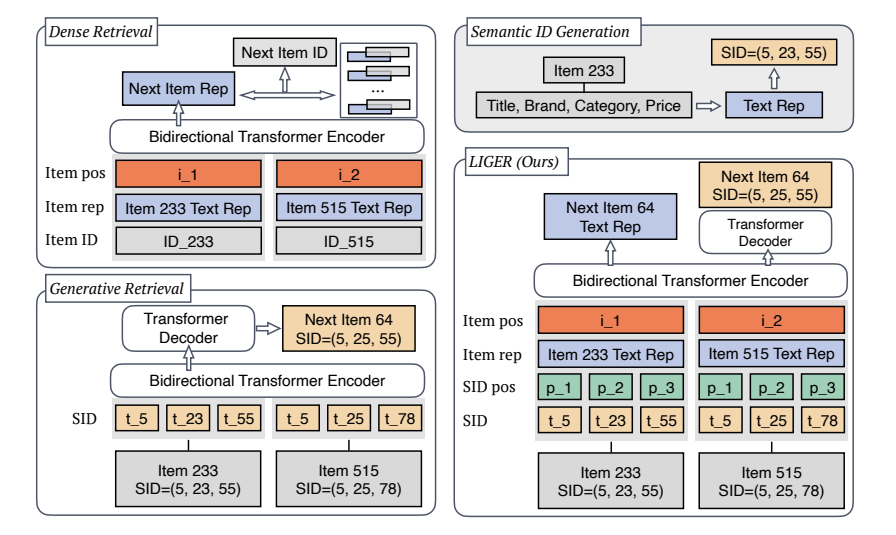 Dense Retrieval
Next Item ID
Next Item Rep
...
Bidirectional Transformer Encoder
Item pos i_1 i_2
Item rep Item 233 Text Rep Item 515 Text Rep
Item ID ID_233 ID_515
Generative Retrieval
Transformer
Decoder
Next Item 64
SID=(5, 25, 55)
Bidirectional Transformer Encoder
SID t_5 t_23 t_55 t_5 t_25 t_78
Item 233
SID=(5, 23, 55)
Item 515
SID=(5, 25, 78)
Semantic ID Generation
SID=(5, 23, 55)
Item 233
Title, Brand, Category, Price
Text Rep
LIGER (Ours)
Next Item 64
SID=(5, 25, 55)
Next Item 64
Text Rep
Transformer
Decoder
Bidirectional Transformer Encoder
Item pos i_1 i_2
Item rep Item 233 Text Rep Item 515 Text Rep
SID pos p_1 p_2 p_3 p_1 p_2 p_3
SID t_5 t_23 t_55 t_5 t_25 t_78
Item 233
SID=(5, 23, 55)
Item 515
SID=(5, 25, 78)